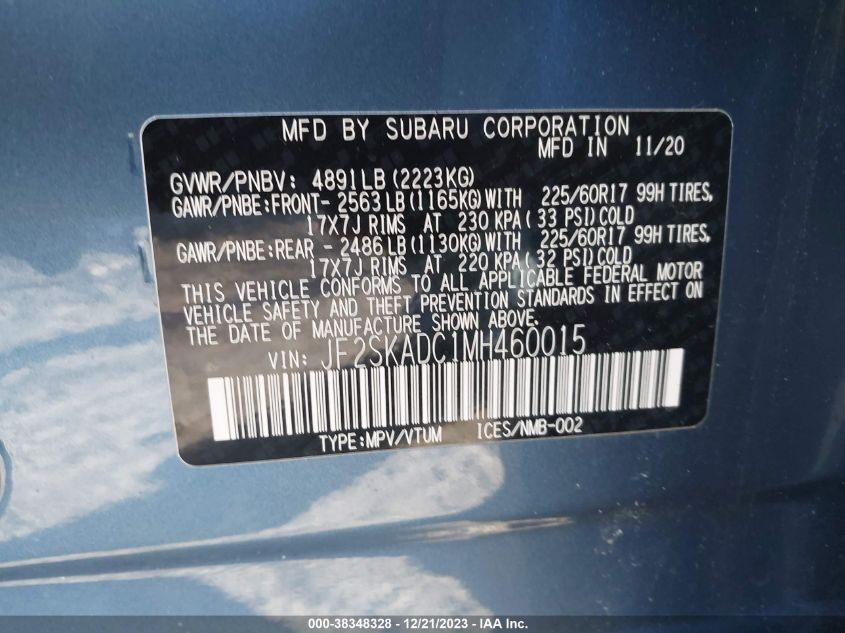 MFD BY SUBARU CORPORATION
MFD IN 11/20
GVWR/PNBV: 4891LB (2223KG)
GAWR/PNBE:FRONT- 2563LB(1165KG)WITH 225/60R17 99H TIRES,
17X7J RIMS AT 230 KPA(33 PSI)COLD
GAWR/PNBE:REAR - 2486LB(1130KG)WITH 225/60R17 99H TIRES,
17X7J RIMS AT 220 KPA(32 PSI)COLD
THIS VEHICLE CONFORMS TO ALL APPLICABLE FEDERAL MOTOR
VEHICLE SAFETY AND THEFT PREVENTION STANDARDS IN EFFECT ON
THE DATE OF MANUFACTURE SHOWN ABOVE.
VIN: JF2SKADC1MH460015
TYPE:MPV/VTUM ICES/NMB-002
000-38348328 - 12/21/2023 - IAA Inc.